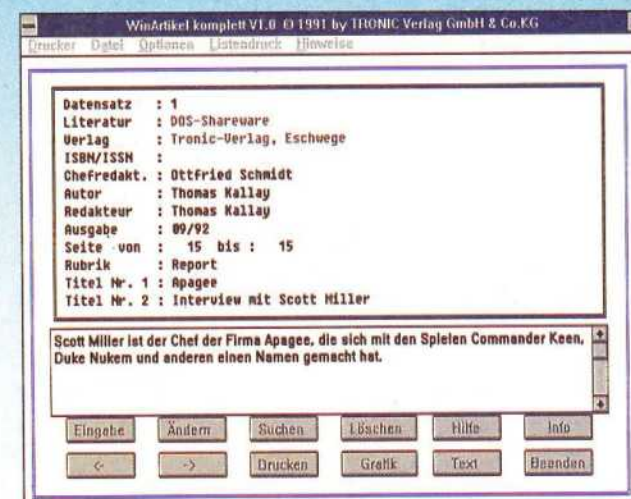 WinArtikel komplett V1.0 © 1991 by TRONIC Verlag GmbH & Co.KG
Drucker Datei Optionen Listendruck Hinweise
Datensatz : 1
Literatur : DOS-Shareware
Verlag : Tronic-Verlag, Eschwege
ISBN/ISSN :
Chefredakt. : Ottfried Schmidt
Autor : Thomas Kallay
Redakteur : Thomas Kallay
Ausgabe : 09/92
Seite von : 15 bis : 15
Rubrik : Report
Titel Nr. 1 : Apagee
Titel Nr. 2 : Interview mit Scott Miller
Scott Miller ist der Chef der Firma Apagee, die sich mit den Spielen Commander Keen,
Duke Nukem und anderen einen Namen gemacht hat.
Eingabe Ändern Suchen Löschen Hilfe Info
<- -> Drucken Grafik Text Beenden